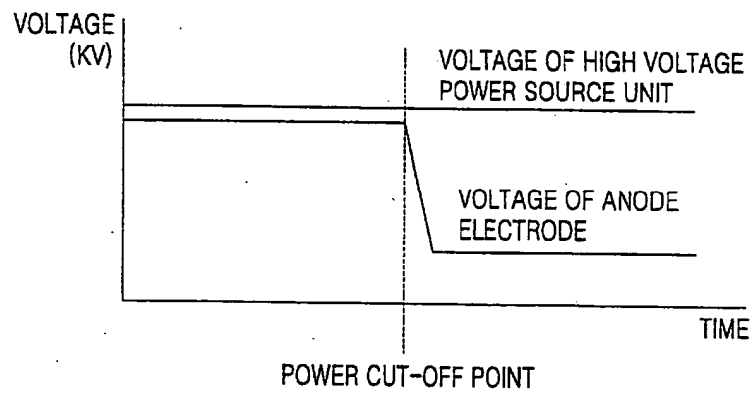 VOLTAGE
(KV)
VOLTAGE OF HIGH VOLTAGE
POWER SOURCE UNIT
VOLTAGE OF ANODE
ELECTRODE
TIME
POWER CUT-OFF POINT